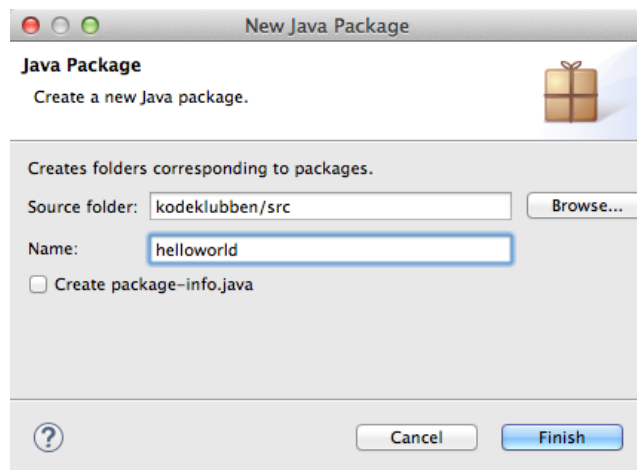 New Java Package
Java Package
Create a new Java package.
Creates folders corresponding to packages.
Source folder: kodeklubben/src Browse...
Name: helloworld
Create package-info.java
? Cancel Finish